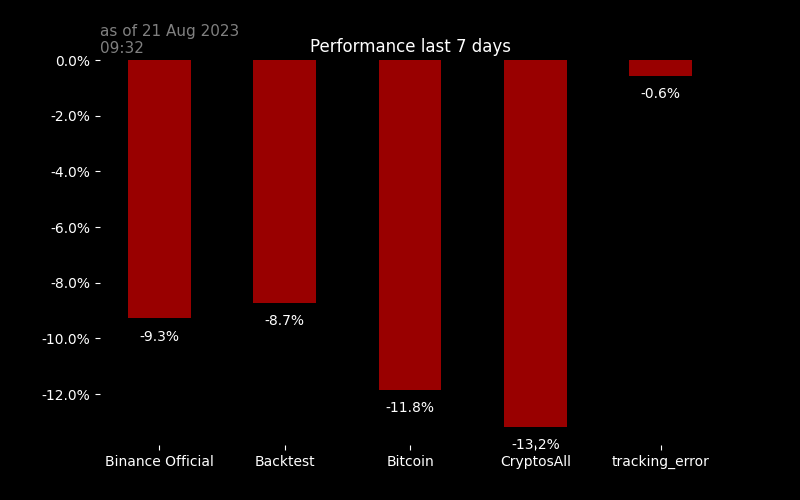 as of 21 Aug 2023
09:32
Performance last 7 days
0.0%
-2.0%
-4.0%
-6.0%
-8.0%
-10.0%
-12.0%
-9.3%
-8.7%
-11.8%
-13.2%
-0.6%
Binance Official
Backtest
Bitcoin
CryptosAll
tracking_error